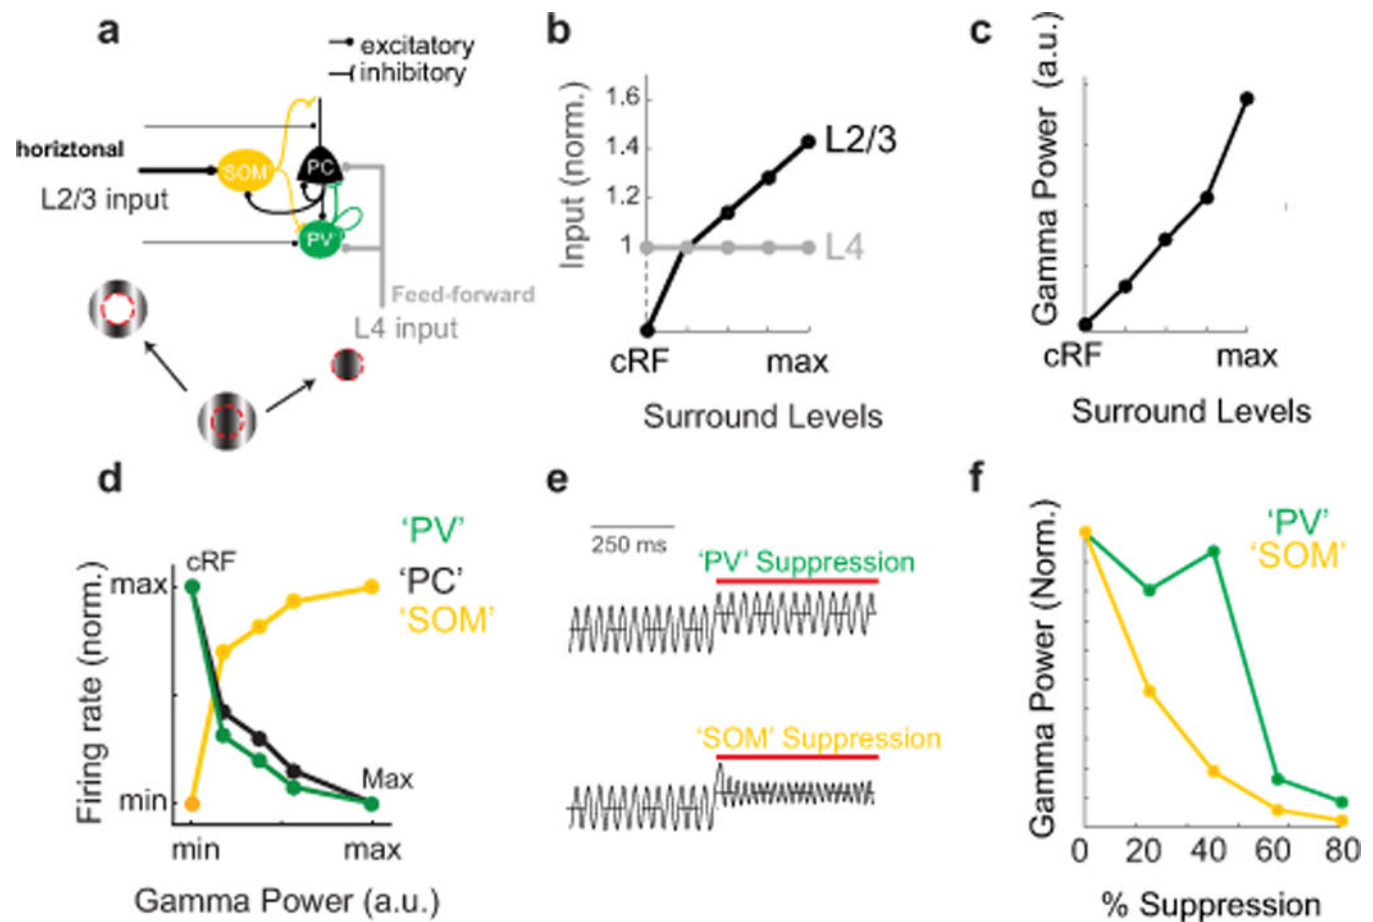 a
excitatory
inhibitory
horiztonal
L2/3 input
SOM
PC
PV
Feed-forward
L4 input
b
Input (norm.)
1.6
1.4
1.2
1
L2/3
L4
cRF
max
Surround Levels
c
Gamma Power (a.u.)
cRF
max
Surround Levels
d
Firing rate (norm.)
max
min
cRF
Max
'PV'
'PC'
'SOM'
min
max
Gamma Power (a.u.)
e
250 ms
'PV' Suppression
'SOM' Suppression
f
Gamma Power (Norm.)
'PV'
'SOM'
0 20 40 60 80
% Suppression